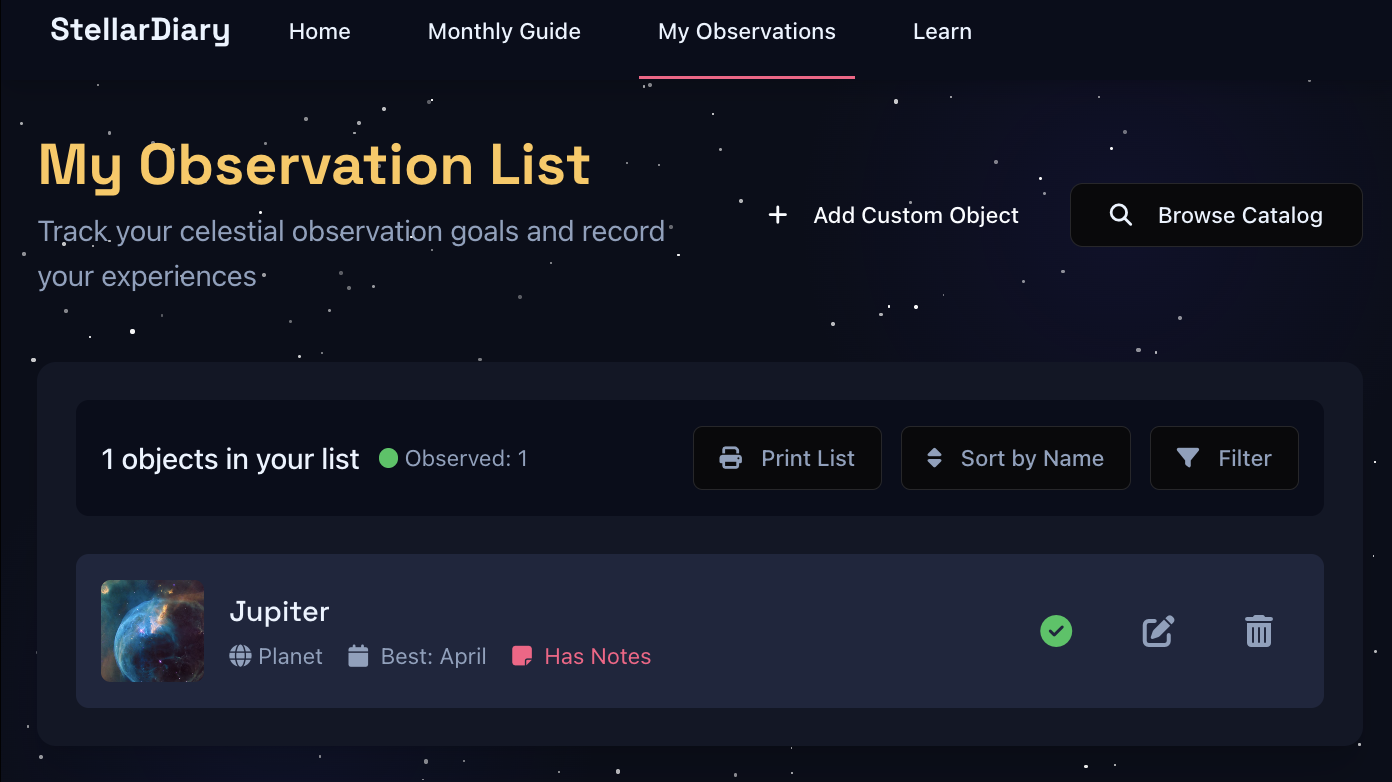 StellarDiary Home Monthly Guide My Observations Learn
My Observation List
Track your celestial observation goals and record
your experiences
Add Custom Object Browse Catalog
1 objects in your list Observed: 1 Print List Sort by Name Filter
Jupiter
Planet Best: April Has Notes